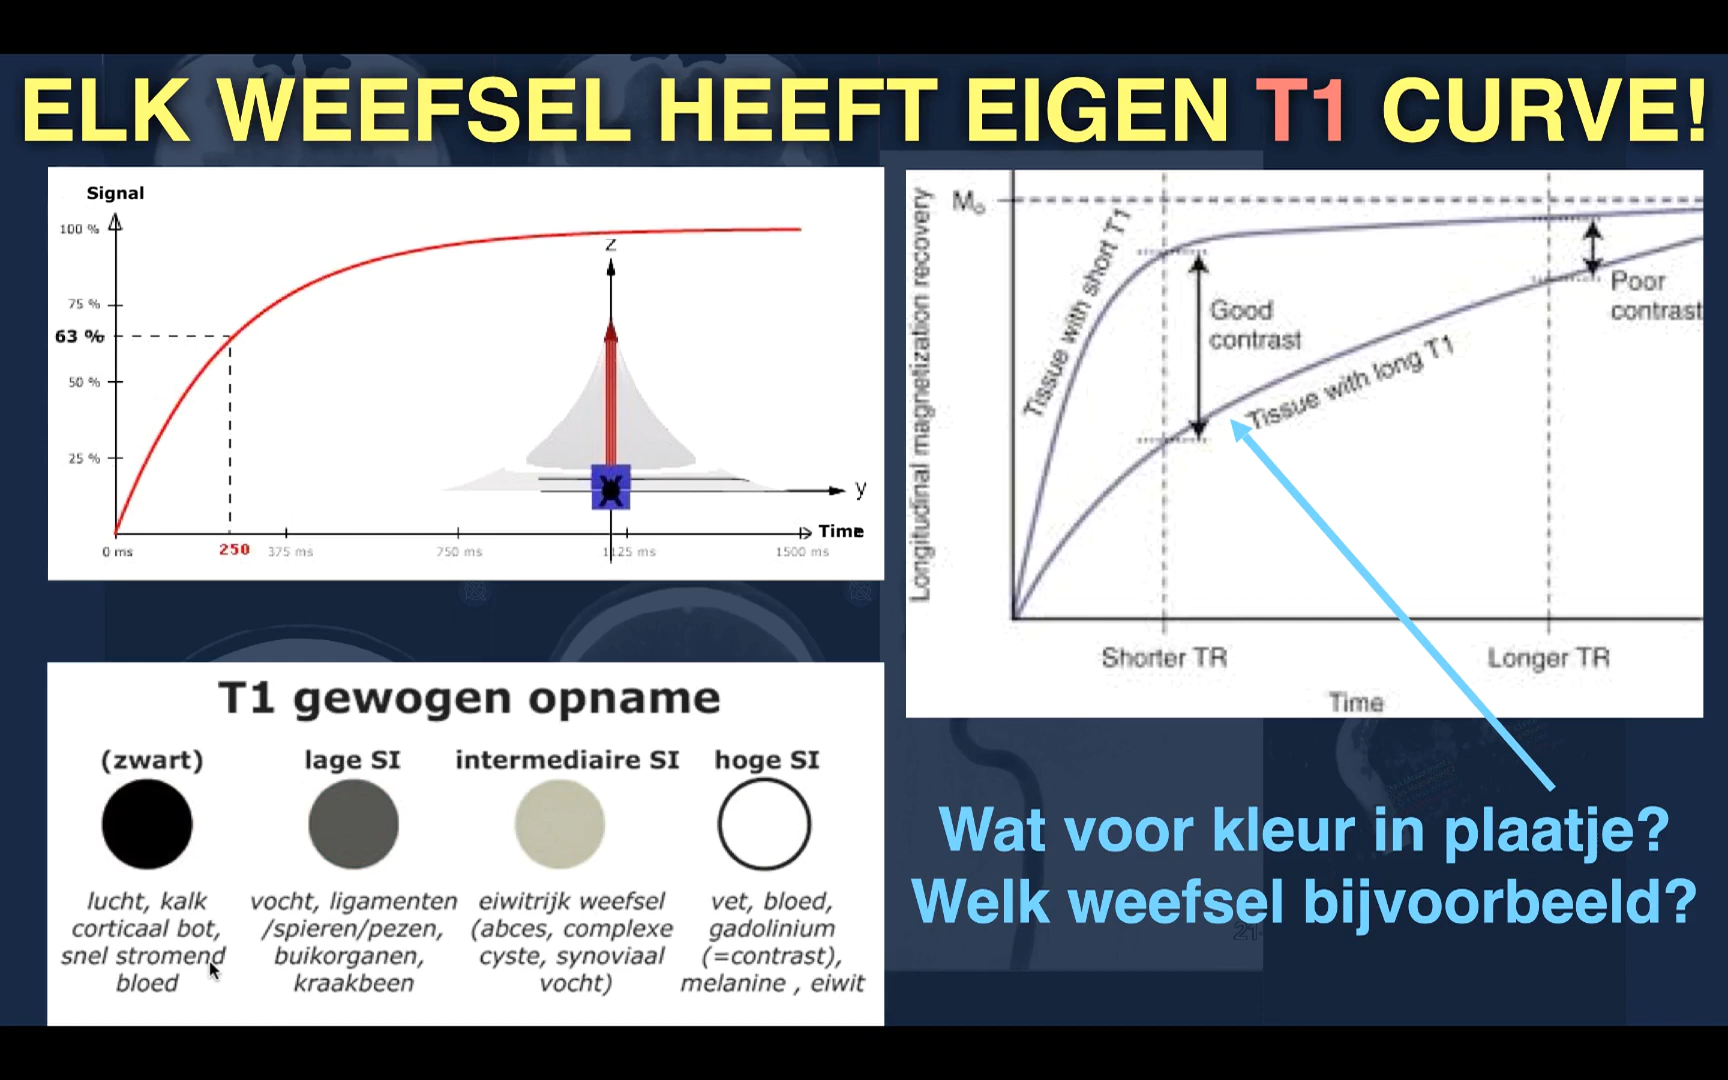 ELK WEEFSEL HEEFT EIGEN T1 CURVE!
Signal
100 %
75 %
63 %
50 %
25 %
z
y
X
Time
0 ms
250
375 ms
750 ms
1125 ms
1500 ms
Longitudinal magnetization recovery
Mo
Tissue with short T1
Good
contrast
Tissue with long T1
Poor
contrast
Shorter TR
Longer TR
Time
T1 gewogen opname
(zwart)
lucht, kalk
corticaal bot,
snel stromend
bloed
lage SI
vocht, ligamenten
/spieren/pezen,
buikorganen,
kraakbeen
intermediaire SI
eiwitrijk weefsel
(abces, complexe
cyste, synoviaal
vocht)
hoge SI
vet, bloed,
gadolinium
(=contrast),
melanine , eiwit
Wat voor kleur in plaatje?
Welk weefsel bijvoorbeeld?
21